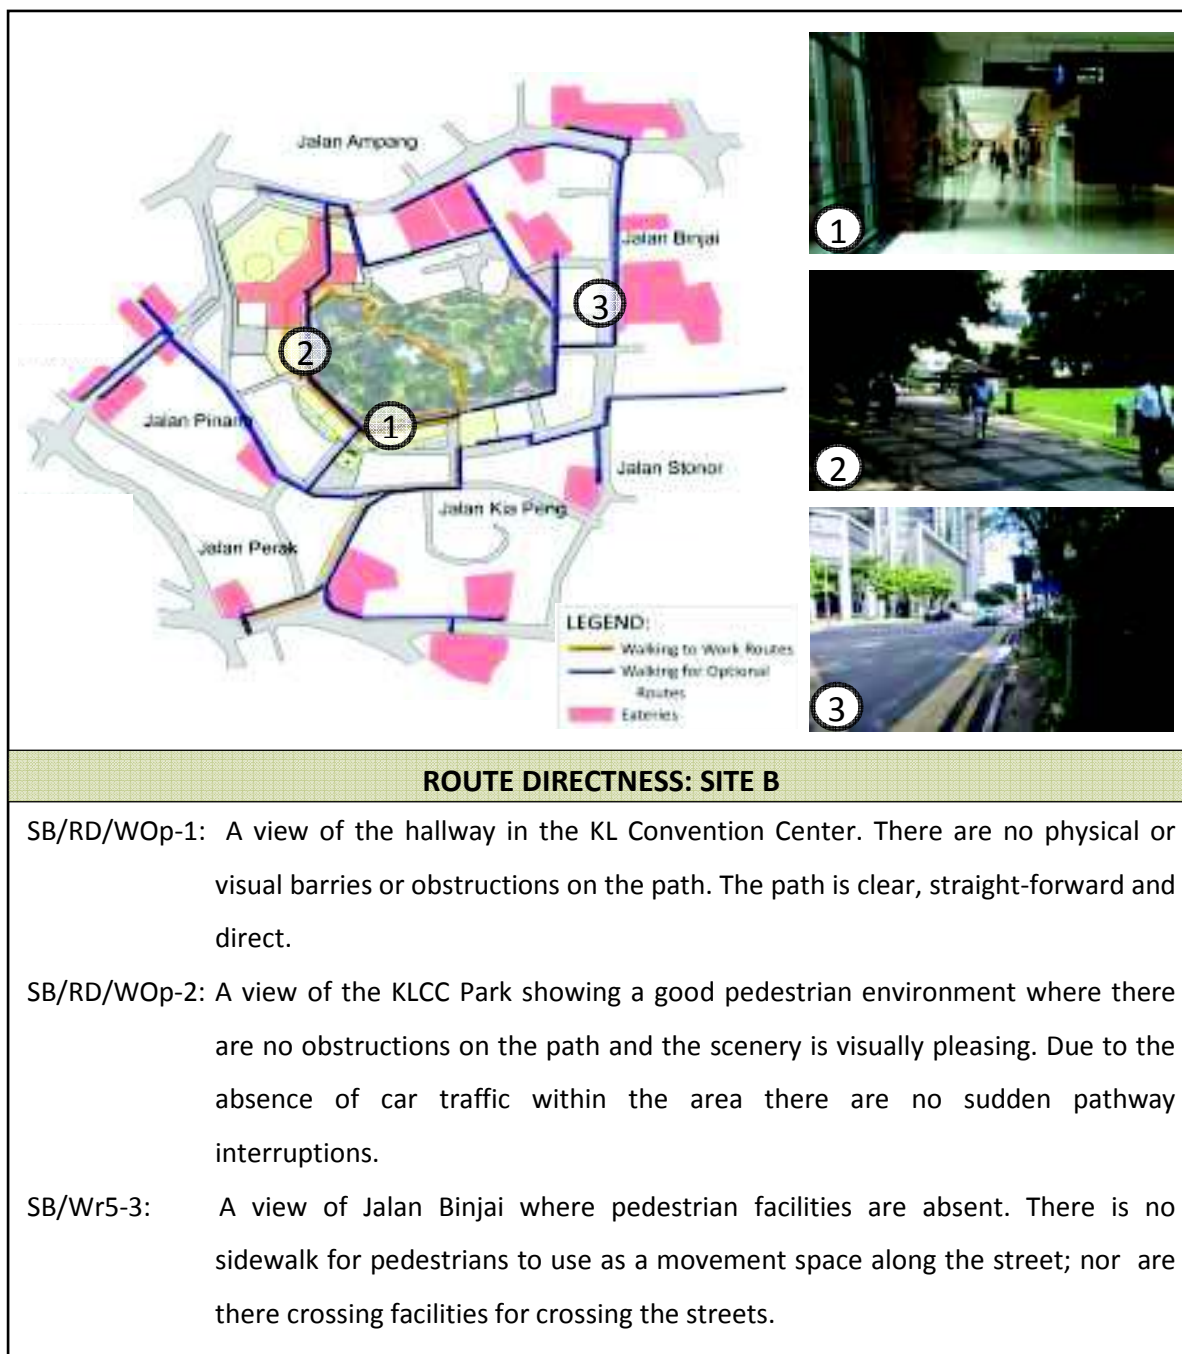 Jalan Ampang
Jalan Binjai
1
2
3
3
2
1
Jalan Pinang
Jalan Stonor
Jalan Kia Peng
Jalan Perak
LEGEND:
Walking to Work Routes
Walking for Optional
Routes
Eateries
1
2
3
ROUTE DIRECTNESS: SITE B
SB/RD/WOp-1: A view of the hallway in the KL Convention Center. There are no physical or
visual barries or obstructions on the path. The path is clear, straight-forward and
direct.
SB/RD/WOp-2: A view of the KLCC Park showing a good pedestrian environment where there
are no obstructions on the path and the scenery is visually pleasing. Due to the
absence of car traffic within the area there are no sudden pathway
interruptions.
SB/Wr5-3: A view of Jalan Binjai where pedestrian facilities are absent. There is no
sidewalk for pedestrians to use as a movement space along the street; nor are
there crossing facilities for crossing the streets.